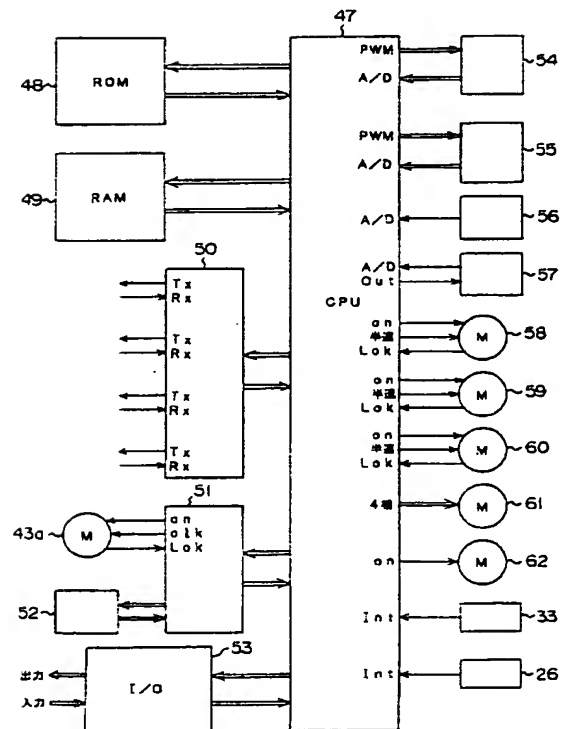 47
PWM
A/D
54
48
ROM
PWM
A/D
55
49
RAM
A/D
56
50
A/D
Out
57
CPU
Tx
Rx
on
半速
Lok
M
58
Tx
Rx
on
半速
Lok
M
59
Tx
Rx
on
半速
Lok
M
60
Tx
Rx
51
4相
M
61
43a
M
on
clk
Lok
on
M
62
52
Int
33
53
出力
入力
I/O
Int
26